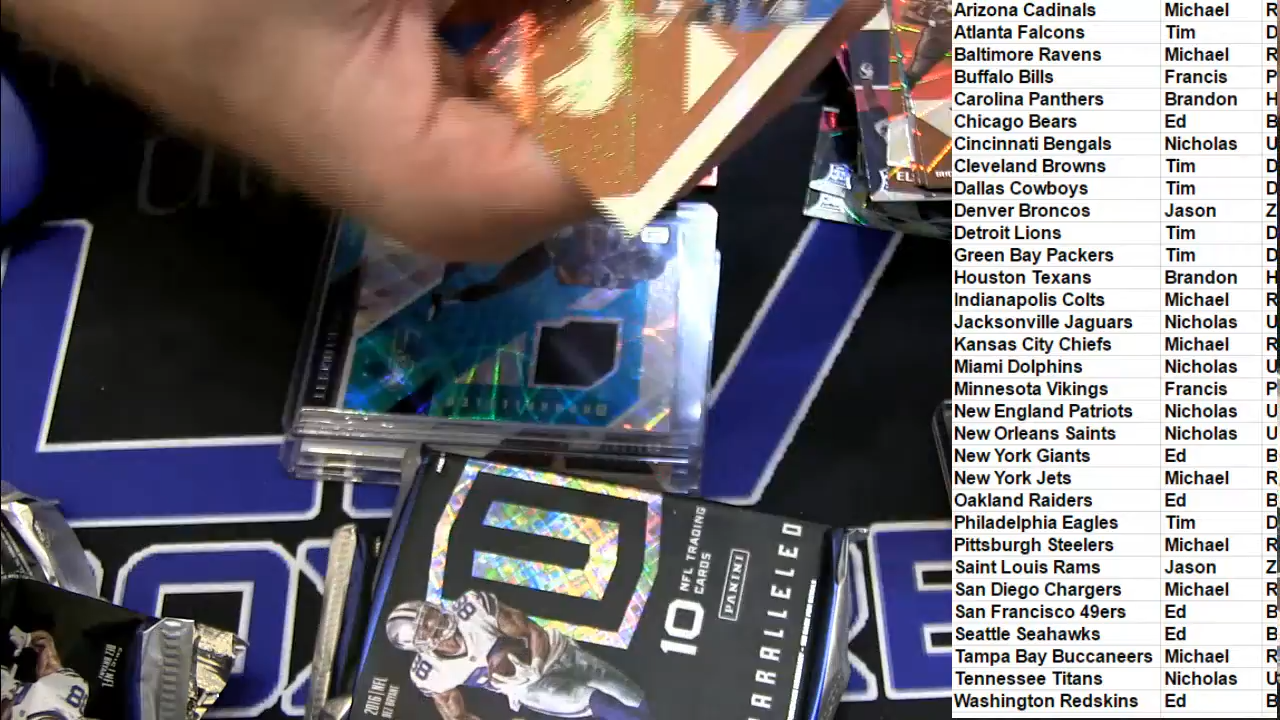 Arizona Cadinals Michael R
Atlanta Falcons Tim D
Baltimore Ravens Michael R
Buffalo Bills Francis P
Carolina Panthers Brandon H
Chicago Bears Ed B
Cincinnati Bengals Nicholas U
Cleveland Browns Tim D
Dallas Cowboys Tim D
Denver Broncos Jason Z
Detroit Lions Tim D
Green Bay Packers Tim D
Houston Texans Brandon H
Indianapolis Colts Michael R
Jacksonville Jaguars Nicholas U
Kansas City Chiefs Michael R
Miami Dolphins Nicholas U
Minnesota Vikings Francis P
New England Patriots Nicholas U
New Orleans Saints Nicholas U
New York Giants Ed B
New York Jets Michael R
Oakland Raiders Ed B
Philadelphia Eagles Tim D
Pittsburgh Steelers Michael R
Saint Louis Rams Jason Z
San Diego Chargers Michael R
San Francisco 49ers Ed B
Seattle Seahawks Ed B
Tampa Bay Buccaneers Michael R
Tennessee Titans Nicholas U
Washington Redskins Ed B
U
10 NFL TRADING CARDS
PANINI
2016 | NFL
DEZ BRYANT